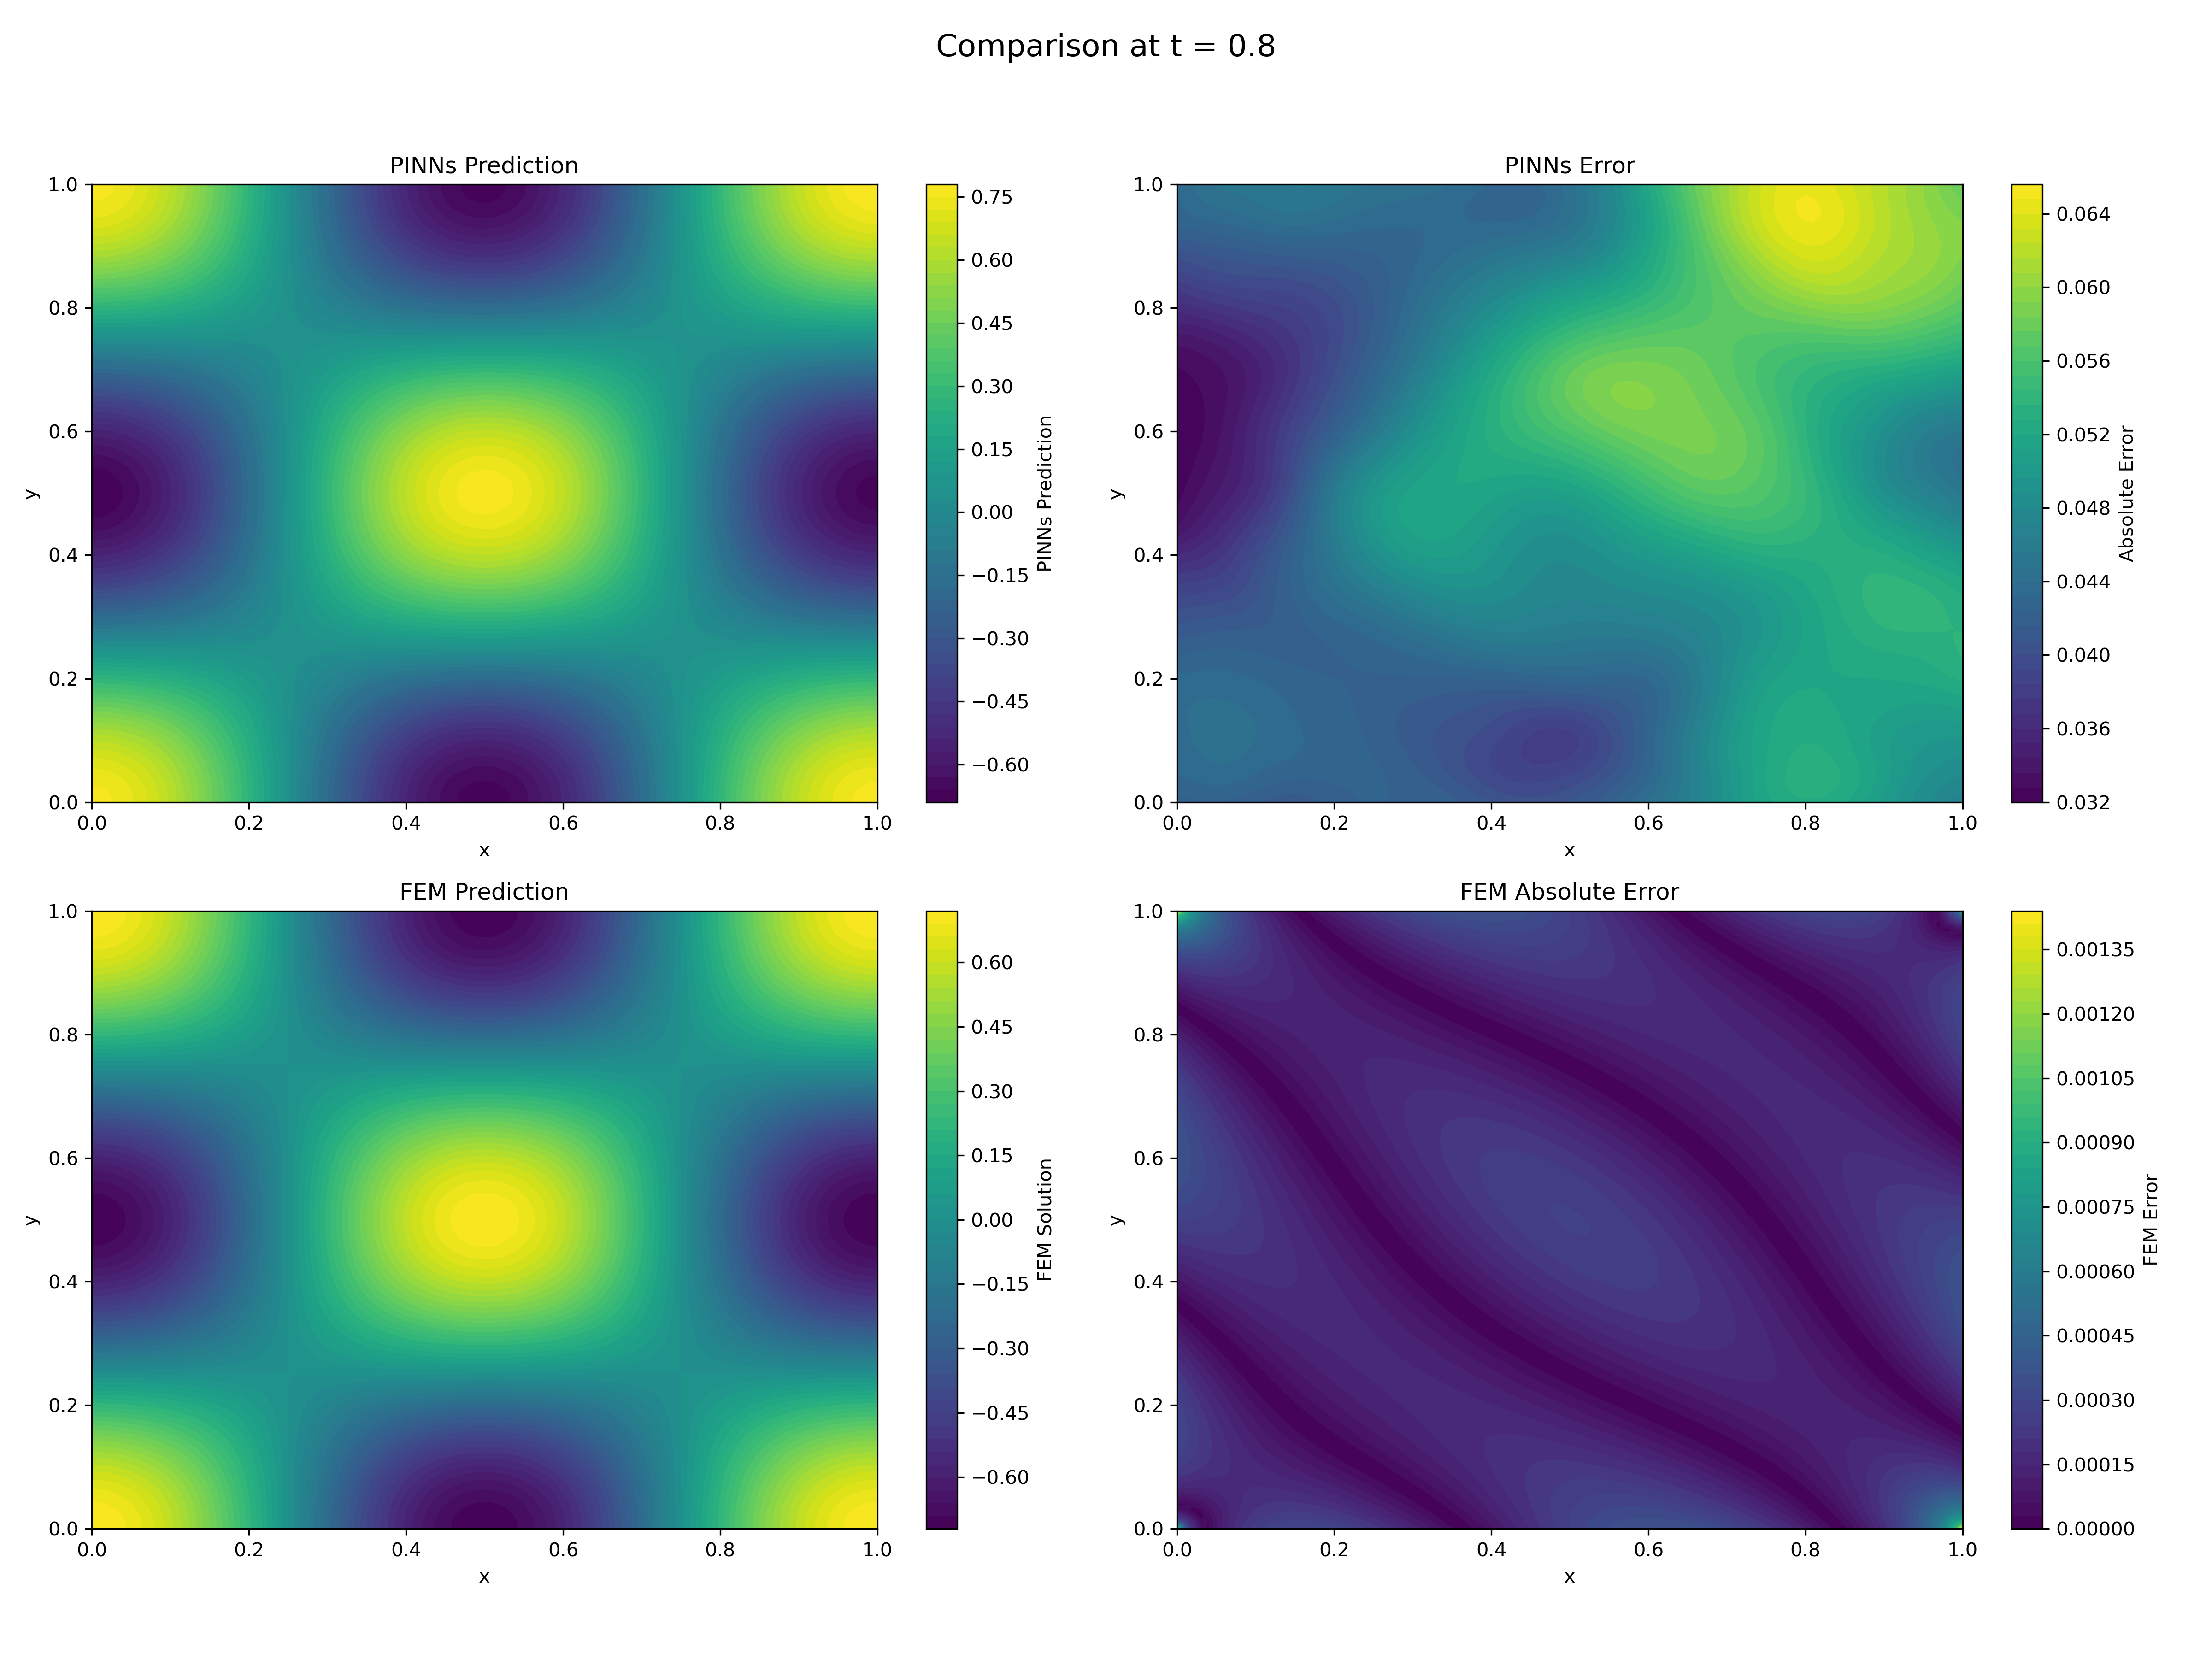 Comparison at t = 0.8
PINNs Prediction
1.0
0.8
0.6
0.4
0.2
0.0
y
0.0 0.2 0.4 0.6 0.8 1.0
x
0.75
0.60
0.45
0.30
0.15
0.00
−0.15
−0.30
−0.45
−0.60
PINNs Prediction
PINNs Error
1.0
0.8
0.6
0.4
0.2
0.0
y
0.0 0.2 0.4 0.6 0.8 1.0
x
0.064
0.060
0.056
0.052
0.048
0.044
0.040
0.036
0.032
Absolute Error
FEM Prediction
1.0
0.8
0.6
0.4
0.2
0.0
y
0.0 0.2 0.4 0.6 0.8 1.0
x
0.60
0.45
0.30
0.15
0.00
−0.15
−0.30
−0.45
−0.60
FEM Solution
FEM Absolute Error
1.0
0.8
0.6
0.4
0.2
0.0
y
0.0 0.2 0.4 0.6 0.8 1.0
x
0.00135
0.00120
0.00105
0.00090
0.00075
0.00060
0.00045
0.00030
0.00015
0.00000
FEM Error